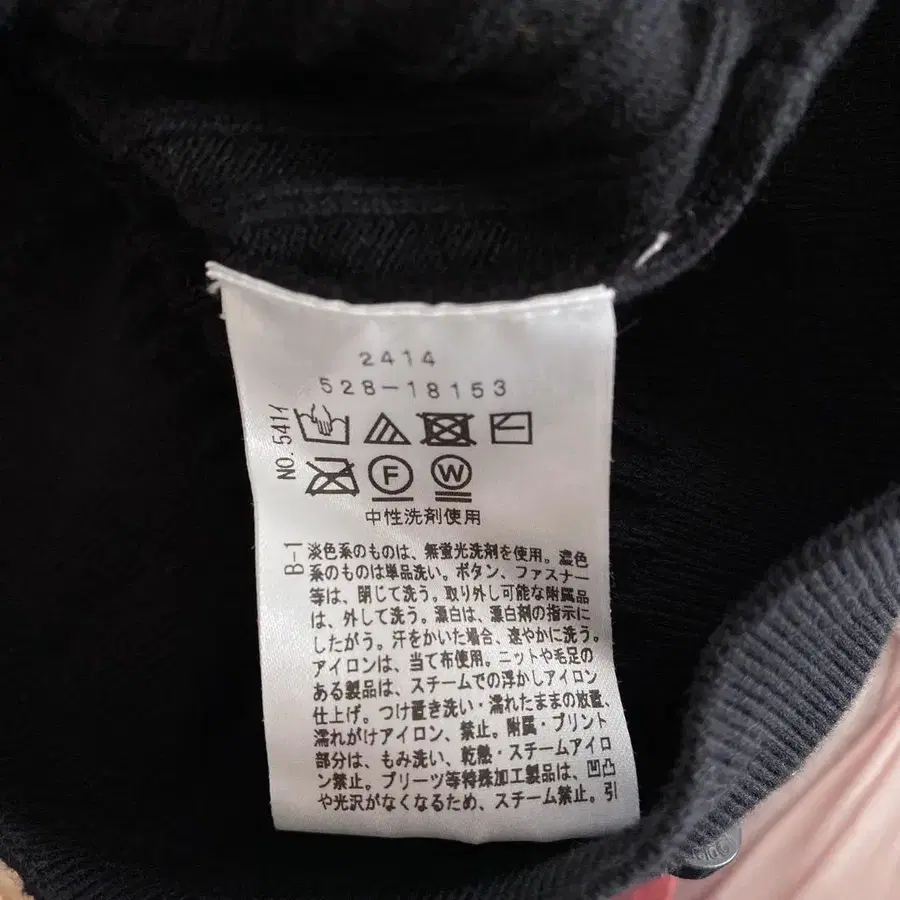 2414
528-18153
NO.541イ
F
W
中性洗剤使用
B-1
淡色系のものは、無蛍光洗剤を使用。濃色
系のものは単品洗い。ボタン、ファスナー
等は、閉じて洗う。取り外し可能な附属品
は、外して洗う。漂白は、漂白剤の指示に
したがう。汗をかいた場合、速やかに洗う。
アイロンは、当て布使用。ニットや毛足の
ある製品は、スチームでの浮かしアイロン
仕上げ。つけ置き洗い・濡れたままの放置、
濡れがけアイロン、禁止。附属・プリント
部分は、もみ洗い、乾熱・スチームアイロ
ン禁止。プリーツ等特殊加工製品は、凹凸
や光沢がなくなるため、スチーム禁止。引